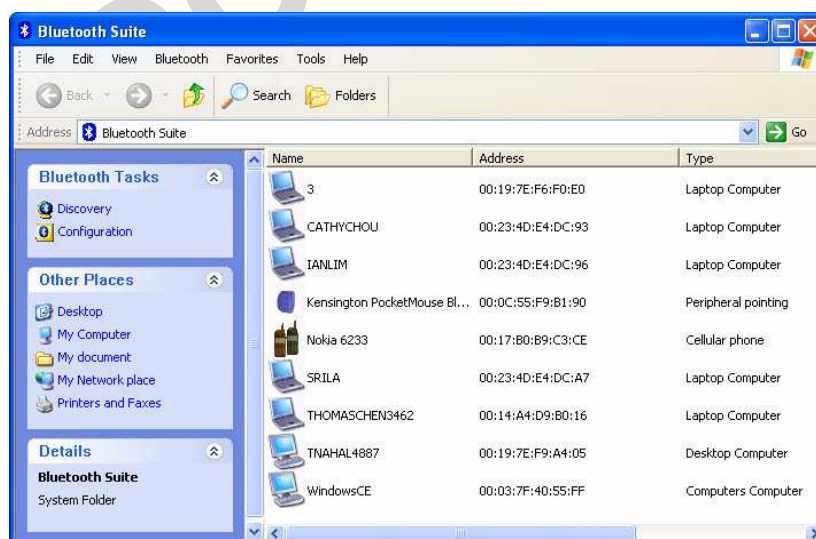 Bluetooth Suite
File Edit View Bluetooth Favorites Tools Help
Back Search Folders
Address Bluetooth Suite Go
Bluetooth Tasks
Discovery
Configuration
Other Places
Desktop
My Computer
My document
My Network place
Printers and Faxes
Details
Bluetooth Suite
System Folder
Name Address Type
3 00:19:7E:F6:F0:E0 Laptop Computer
CATHYCHOU 00:23:4D:E4:DC:93 Laptop Computer
IANLIM 00:23:4D:E4:DC:96 Laptop Computer
Kensington PocketMouse Bl... 00:0C:55:F9:B1:90 Peripheral pointing
Nokia 6233 00:17:B0:B9:C3:CE Cellular phone
SRILA 00:23:4D:E4:DC:A7 Laptop Computer
THOMASCHEN3462 00:14:A4:D9:B0:16 Laptop Computer
TNAHAL4887 00:19:7E:F9:A4:05 Desktop Computer
WindowsCE 00:03:7F:40:55:FF Computers Computer